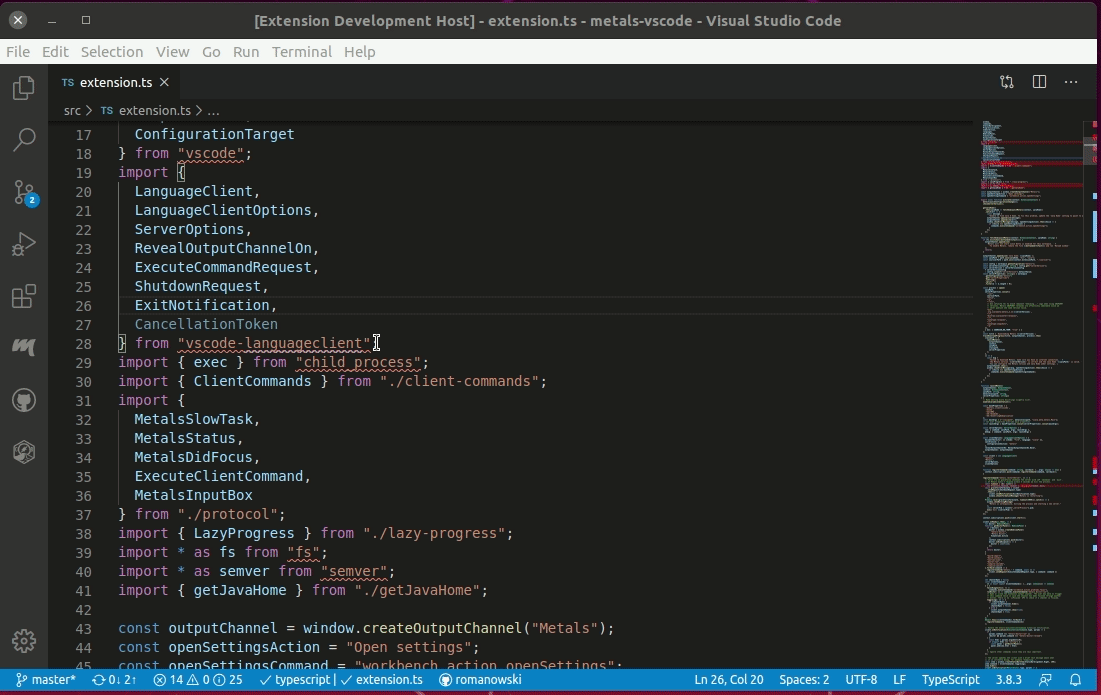 [Extension Development Host] - extension.ts - metals-vscode - Visual Studio Code
File Edit Selection View Go Run Terminal Help
TS extension.ts
src > TS extension.ts > ...
17 ConfigurationTarget
18 } from "vscode";
19 import {
20 LanguageClient,
21 LanguageClientOptions,
22 ServerOptions,
23 RevealOutputChannelOn,
24 ExecuteCommandRequest,
25 ShutdownRequest,
26 ExitNotification,
27 CancellationToken
28 } from "vscode-languageclient"
29 import { exec } from "child_process";
30 import { ClientCommands } from "./client-commands";
31 import {
32 MetalsSlowTask,
33 MetalsStatus,
34 MetalsDidFocus,
35 ExecuteClientCommand,
36 MetalsInputBox
37 } from "./protocol";
38 import { LazyProgress } from "./lazy-progress";
39 import * as fs from "fs";
40 import * as semver from "semver";
41 import { getJavaHome } from "./getJavaHome";
42
43 const outputChannel = window.createOutputChannel("Metals");
44 const openSettingsAction = "Open settings";
45 const openSettingsCommand = "workbench.action.openSettings";
2
master* 0↓ 2↑ 14 0 25 typescript | extension.ts romanowski Ln 26, Col 20 Spaces: 2 UTF-8 LF TypeScript 3.8.3